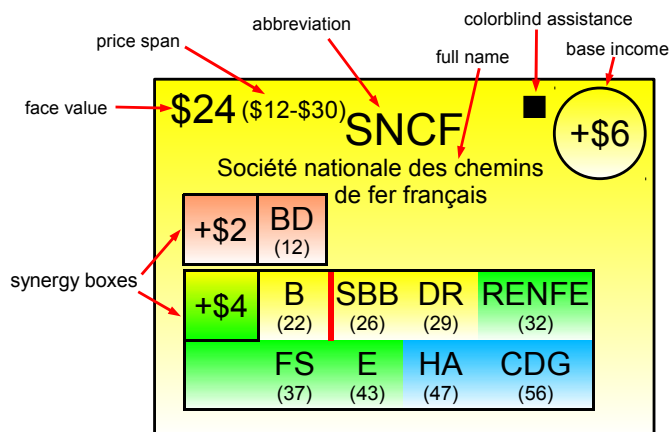 colorblind assistance
abbreviation
price span
full name
base income
face value
$24 ($12-$30)
SNCF
+$6
Société nationale des chemins
de fer français
synergy boxes
+$2 BD
(12)
+$4 B SBB DR RENFE
(22) (26) (29) (32)
FS E HA CDG
(37) (43) (47) (56)